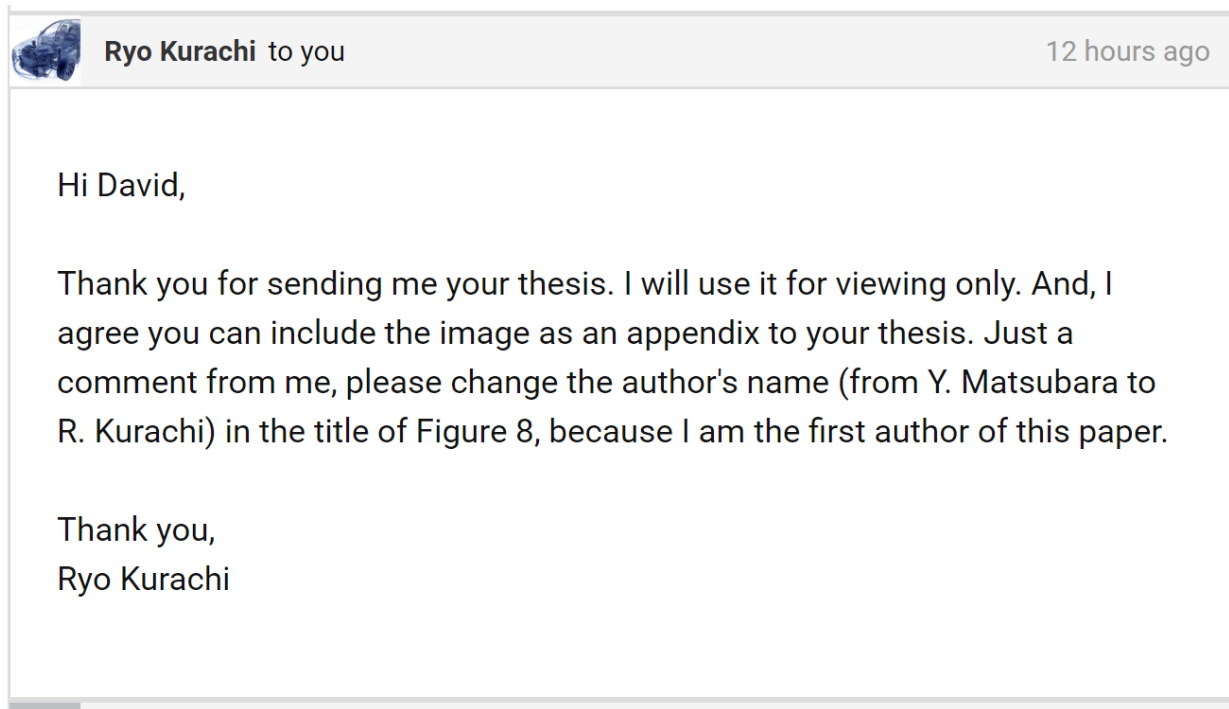 Ryo Kurachi to you
12 hours ago
Hi David,
Thank you for sending me your thesis. I will use it for viewing only. And, I
agree you can include the image as an appendix to your thesis. Just a
comment from me, please change the author's name (from Y. Matsubara to
R. Kurachi) in the title of Figure 8, because I am the first author of this paper.
Thank you,
Ryo Kurachi